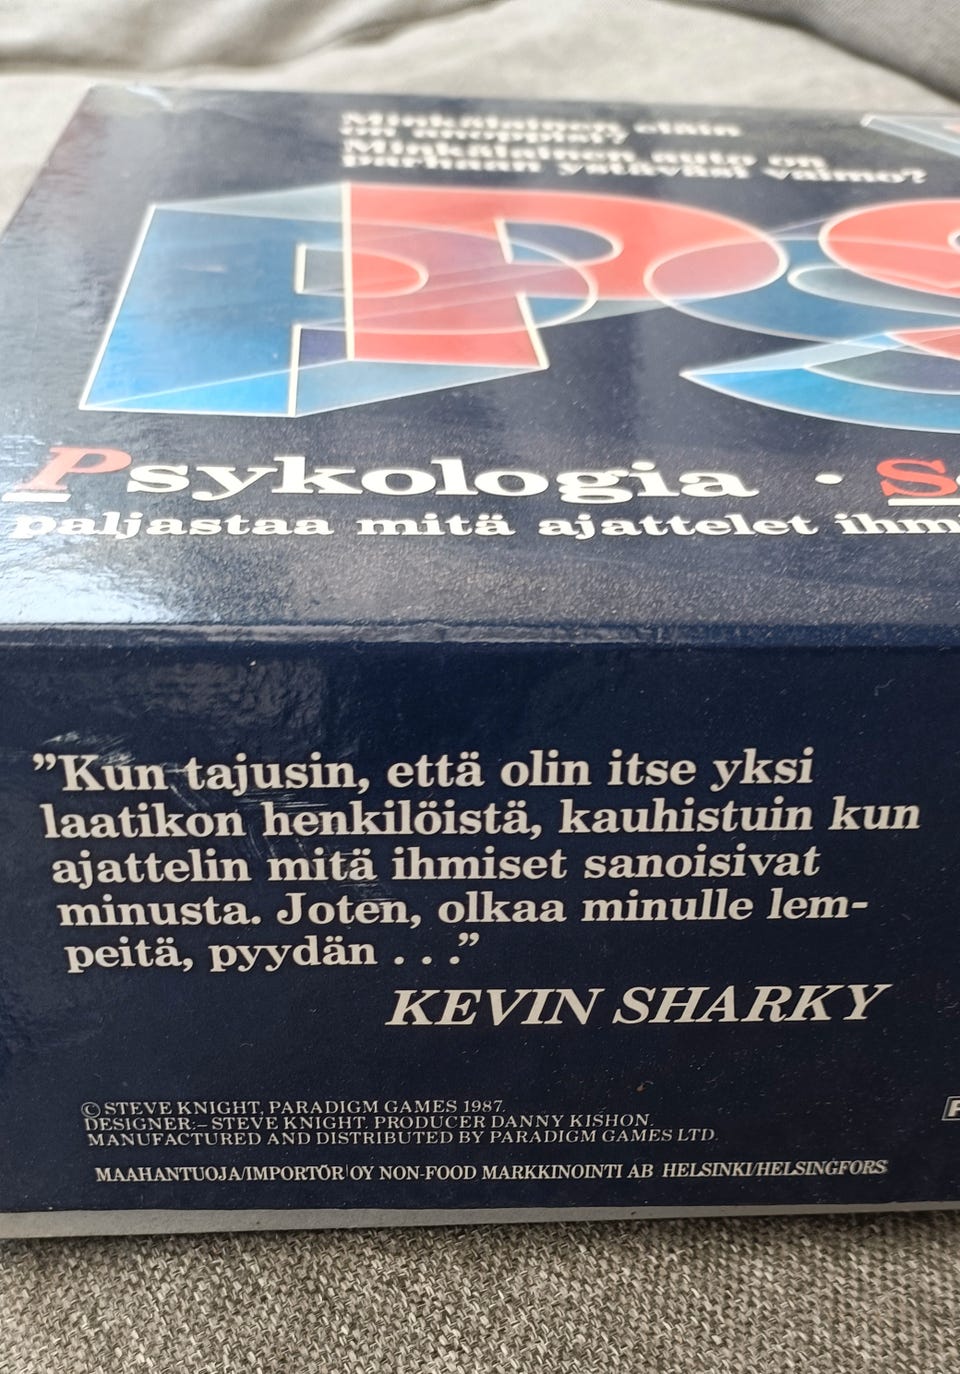 Minkälainen eläin
on anoppisi?
Minkälainen auto on
parhaan ystäväsi vaimo?
PS
Psykologia · S
paljastaa mitä ajattelet ihm
”Kun tajusin, että olin itse yksi
laatikon henkilöistä, kauhistuin kun
ajattelin mitä ihmiset sanoisivat
minusta. Joten, olkaa minulle lem-
peitä, pyydän . . .”
KEVIN SHARKY
© STEVE KNIGHT, PARADIGM GAMES 1987.
DESIGNER:– STEVE KNIGHT. PRODUCER DANNY KISHON.
MANUFACTURED AND DISTRIBUTED BY PARADIGM GAMES LTD.
MAAHANTUOJA/IMPORTÖR OY NON-FOOD MARKKINOINTI AB HELSINKI/HELSINGFORS